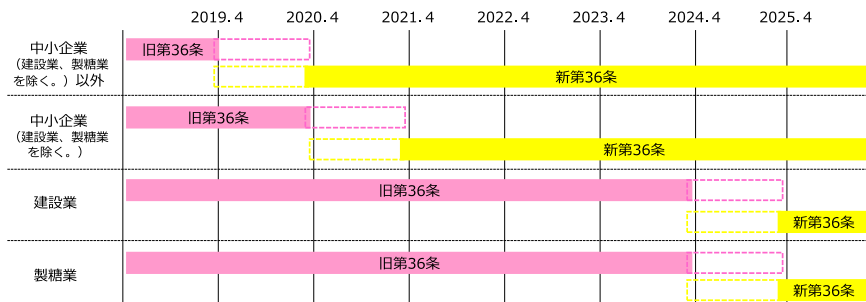 2019.4 2020.4 2021.4 2022.4 2023.4 2024.4 2025.4
中小企業
（建設業、製糖業
を除く。）以外
旧第36条
新第36条
中小企業
（建設業、製糖業
を除く。）
旧第36条
新第36条
建設業
旧第36条
新第36条
製糖業
旧第36条
新第36条